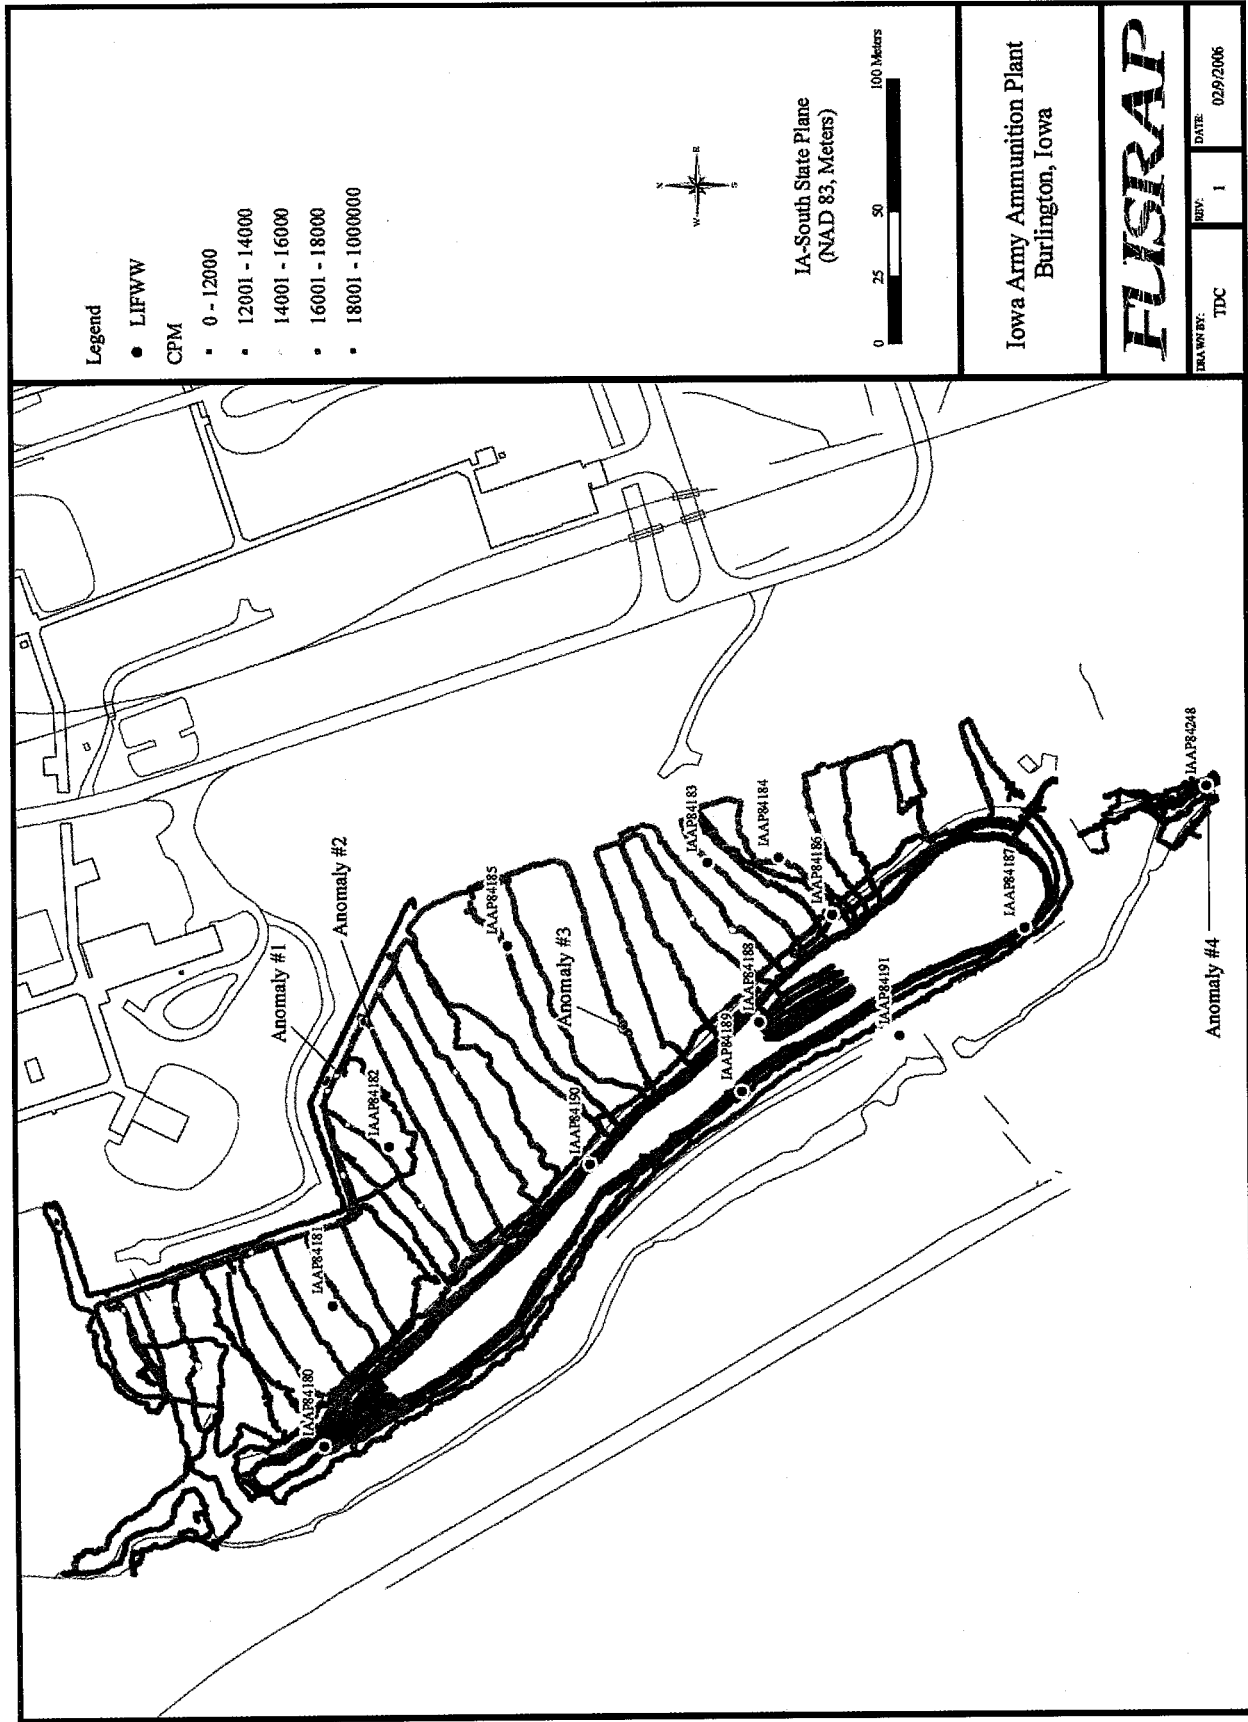 Legend
LIFWW
CPM
0 - 12000
12001 - 14000
14001 - 16000
16001 - 18000
18001 - 1000000
N
W
E
S
IA-South State Plane
(NAD 83, Meters)
0
25
50
100 Meters
Iowa Army Ammunition Plant
Burlington, Iowa
FUSRAP
DRAWN BY:
TDC
REV:
1
DATE:
02/9/2006
Anomaly #1
Anomaly #2
Anomaly #3
Anomaly #4
IAAP84180
IAAP84181
IAAP84182
IAAP84183
IAAP84184
IAAP84185
IAAP84186
IAAP84187
IAAP84188
IAAP84189
IAAP84190
IAAP84191
IAAP84248